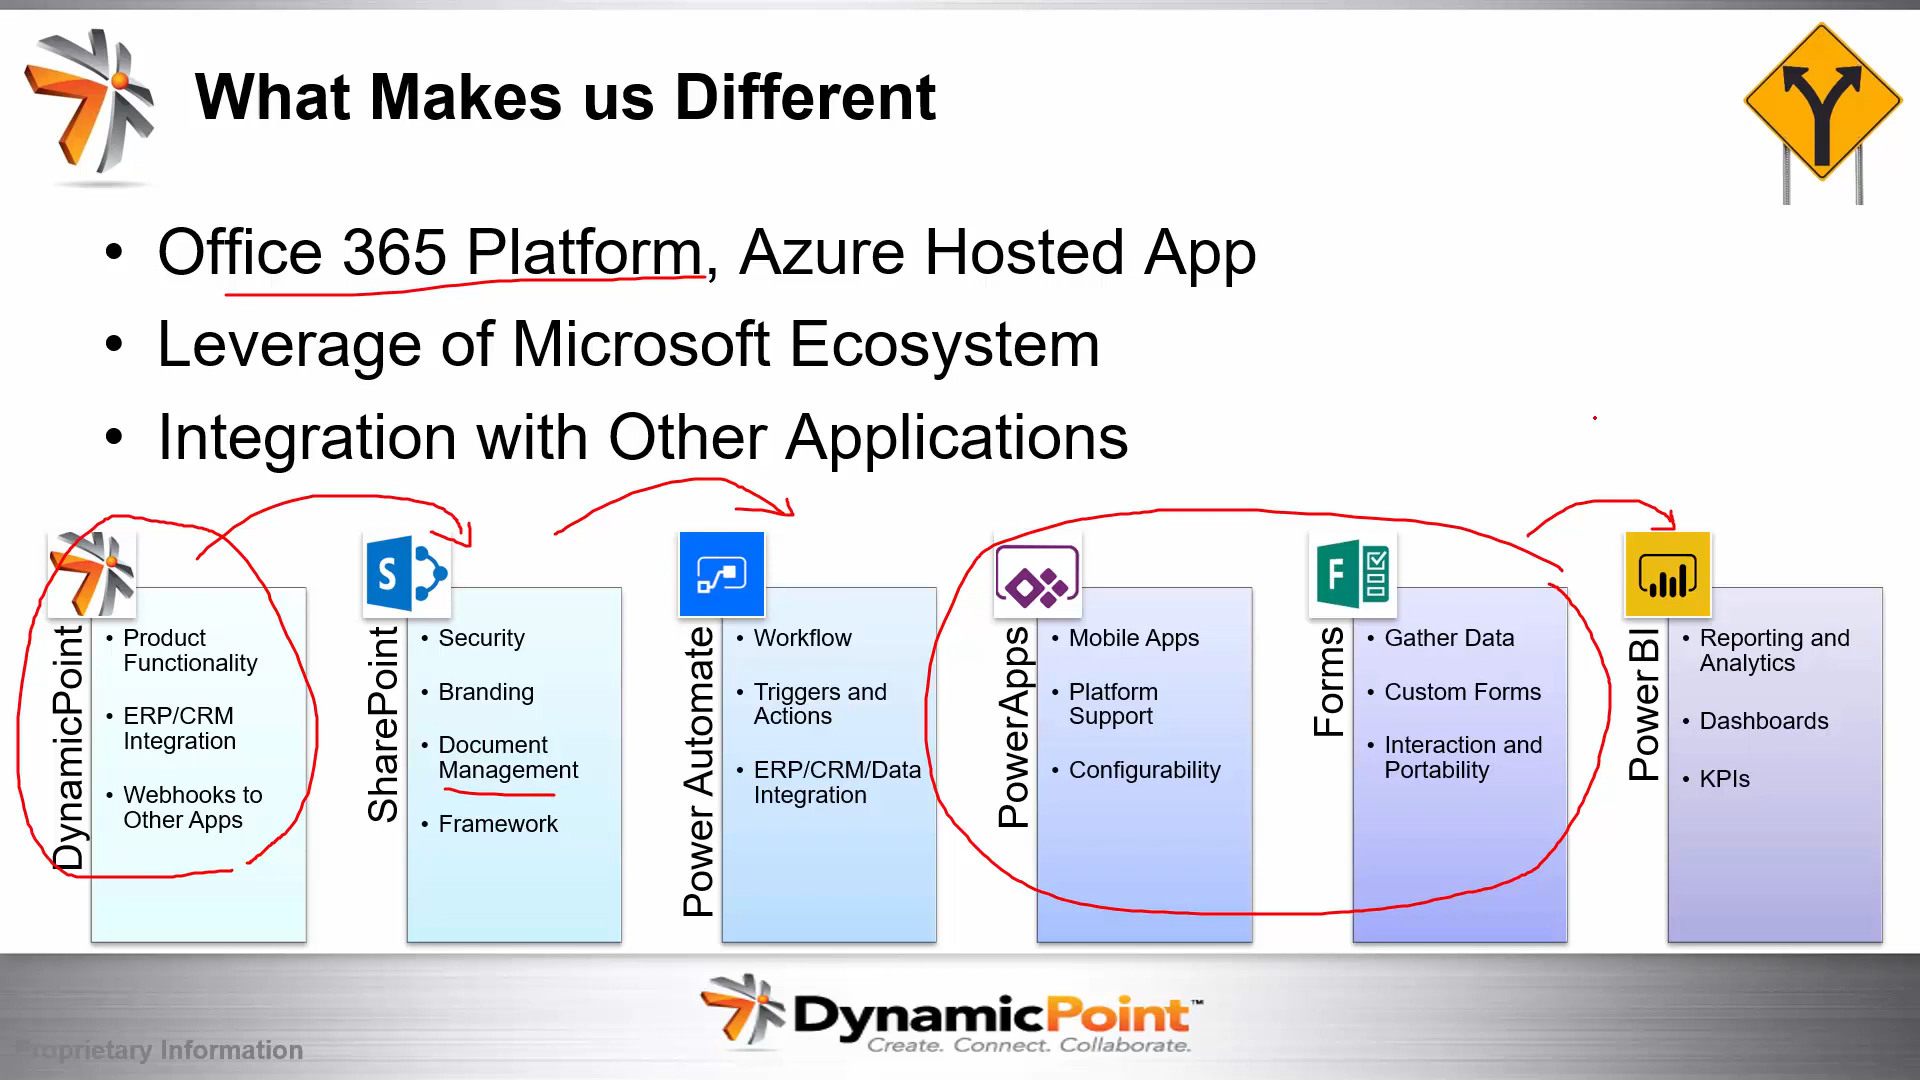 What Makes us Different
• Office 365 Platform, Azure Hosted App
• Leverage of Microsoft Ecosystem
• Integration with Other Applications
DynamicPoint
• Product
Functionality
• ERP/CRM
Integration
• Webhooks to
Other Apps
S
SharePoint
• Security
• Branding
• Document
Management
• Framework
Power Automate
• Workflow
• Triggers and
Actions
• ERP/CRM/Data
Integration
PowerApps
• Mobile Apps
• Platform
Support
• Configurability
F
Forms
• Gather Data
• Custom Forms
• Interaction and
Portability
Power BI
• Reporting and
Analytics
• Dashboards
• KPIs
DynamicPoint™
Create. Connect. Collaborate.
Proprietary Information